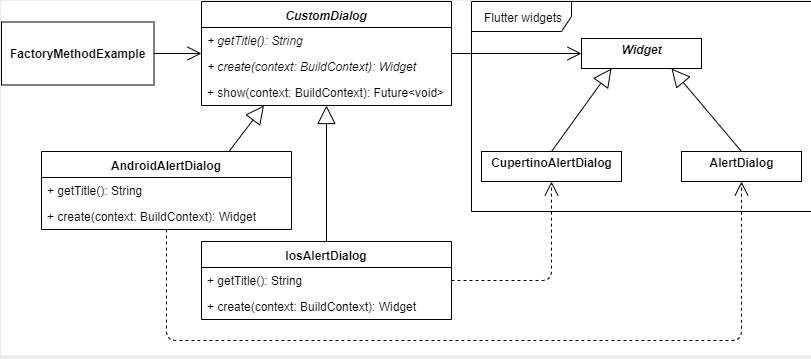 FactoryMethodExample
CustomDialog
+ getTitle(): String
+ create(context: BuildContext): Widget
+ show(context: BuildContext): Future<void>
Flutter widgets
Widget
CupertinoAlertDialog
AlertDialog
AndroidAlertDialog
+ getTitle(): String
+ create(context: BuildContext): Widget
IosAlertDialog
+ getTitle(): String
+ create(context: BuildContext): Widget